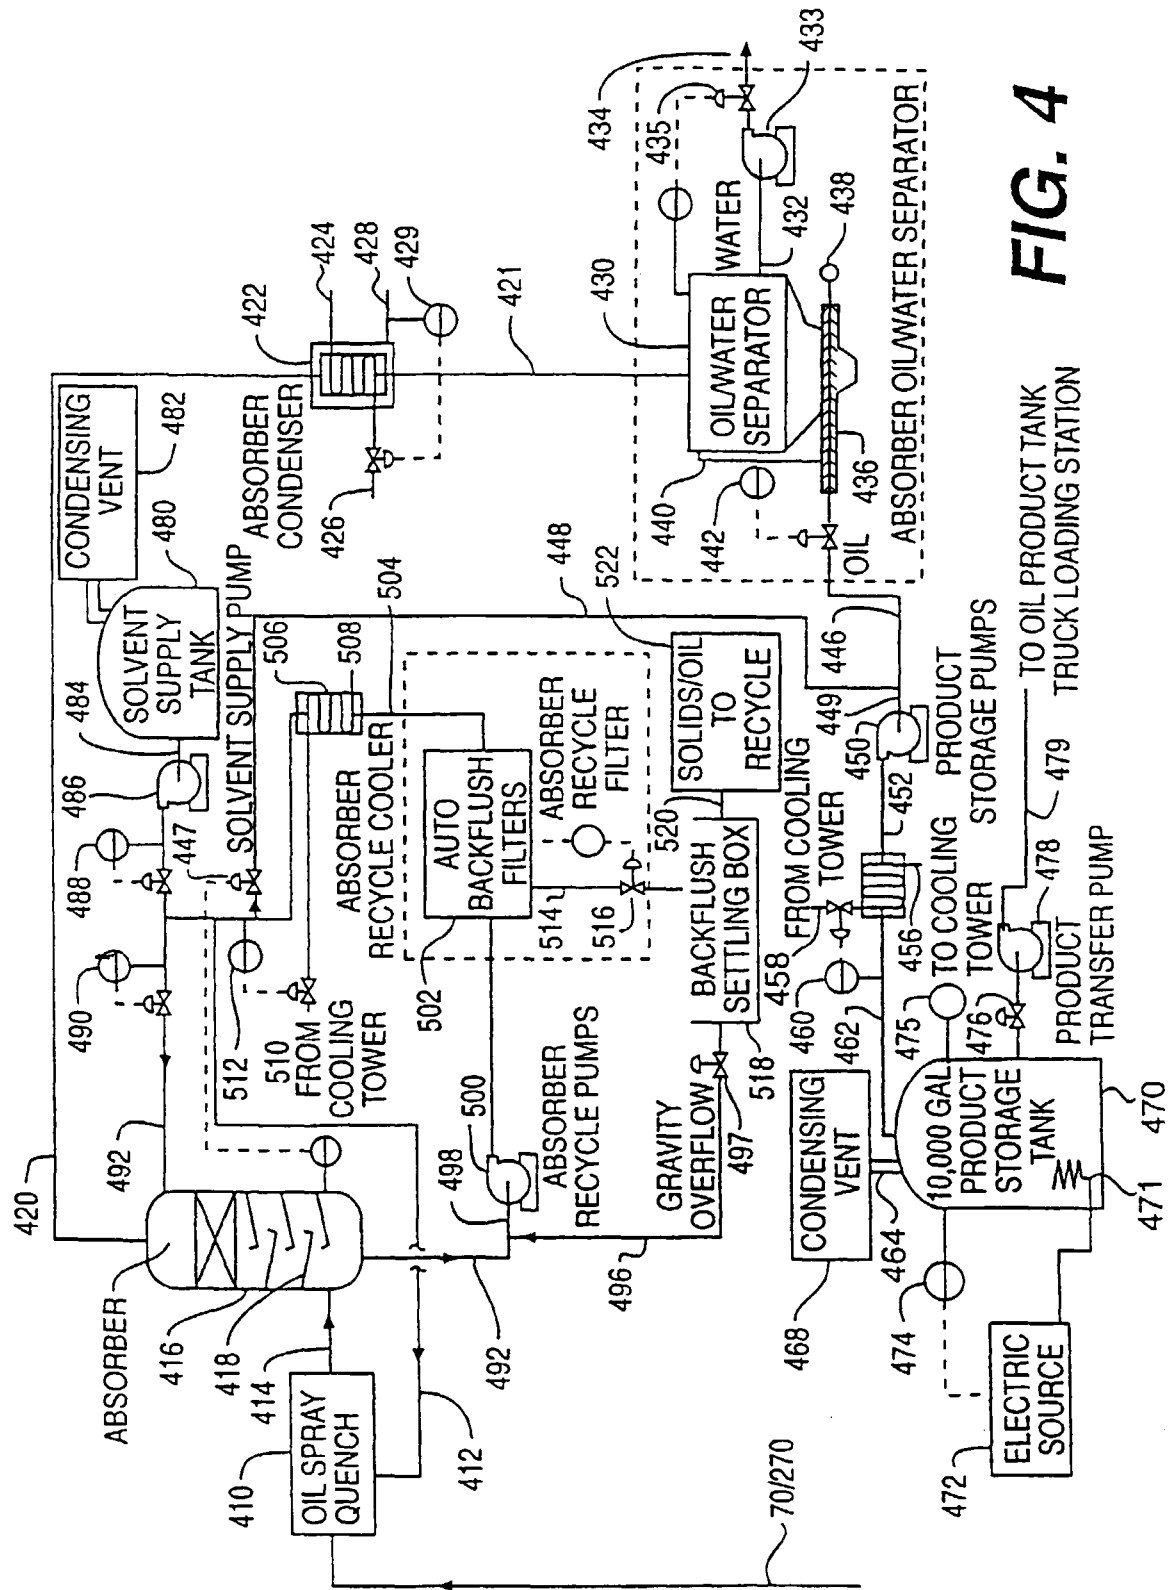 FIG. 4
420
492
ABSORBER
416
418
414
410
OIL SPRAY
QUENCH
412
492
70/270
490
488
486
484
447
SOLVENT
SUPPLY
TANK
SOLVENT SUPPLY PUMP
480
CONDENSING
VENT
482
512
510
FROM
COOLING
TOWER
506
508
504
ABSORBER
RECYCLE COOLER
502
AUTO
BACKFLUSH
FILTERS
ABSORBER
RECYCLE
FILTER
514
516
500
498
ABSORBER
RECYCLE PUMPS
496
GRAVITY
OVERFLOW
497
518
BACKFLUSH
SETTLING BOX
520
SOLIDS/OIL
TO
RECYCLE
522
448
ABSORBER
CONDENSER
422
424
428
429
426
421
430
OIL/WATER
SEPARATOR
WATER
432
433
434
435
438
436
440
442
OIL
ABSORBER OIL/WATER SEPARATOR
446
449
450
452
PRODUCT
STORAGE PUMPS
FROM COOLING
TOWER
458
456
460
462
TO COOLING
TOWER
468
CONDENSING
VENT
464
10,000 GAL
PRODUCT
STORAGE
TANK
470
471
472
ELECTRIC
SOURCE
474
475
476
478
PRODUCT
TRANSFER PUMP
479
TO OIL PRODUCT TANK
TRUCK LOADING STATION